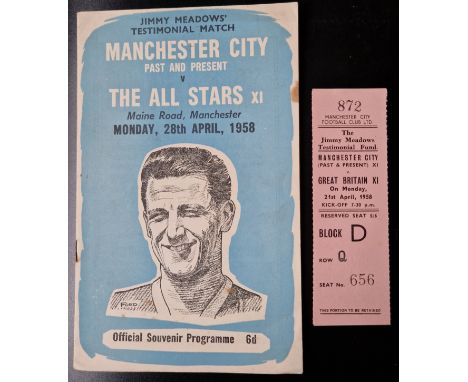 JIMMY MEADOWS'
TESTIMONIAL MATCH
MANCHESTER CITY
PAST AND PRESENT
v
THE ALL STARS XI
Maine Road, Manchester
MONDAY, 28th APRIL, 1958
Official Souvenir Programme 6d
872
MANCHESTER CITY
FOOTBALL CLUB LTD.
The
Jimmy Meadows
Testimonial Fund
MANCHESTER CITY
(PAST & PRESENT) XI
v
GREAT BRITAIN XI
On Monday,
21st April, 1958
KICK-OFF 7-30 p.m.
RESERVED SEAT 5/6
BLOCK D
ROW Q
SEAT No. 656
THIS PORTION TO BE RETAINED